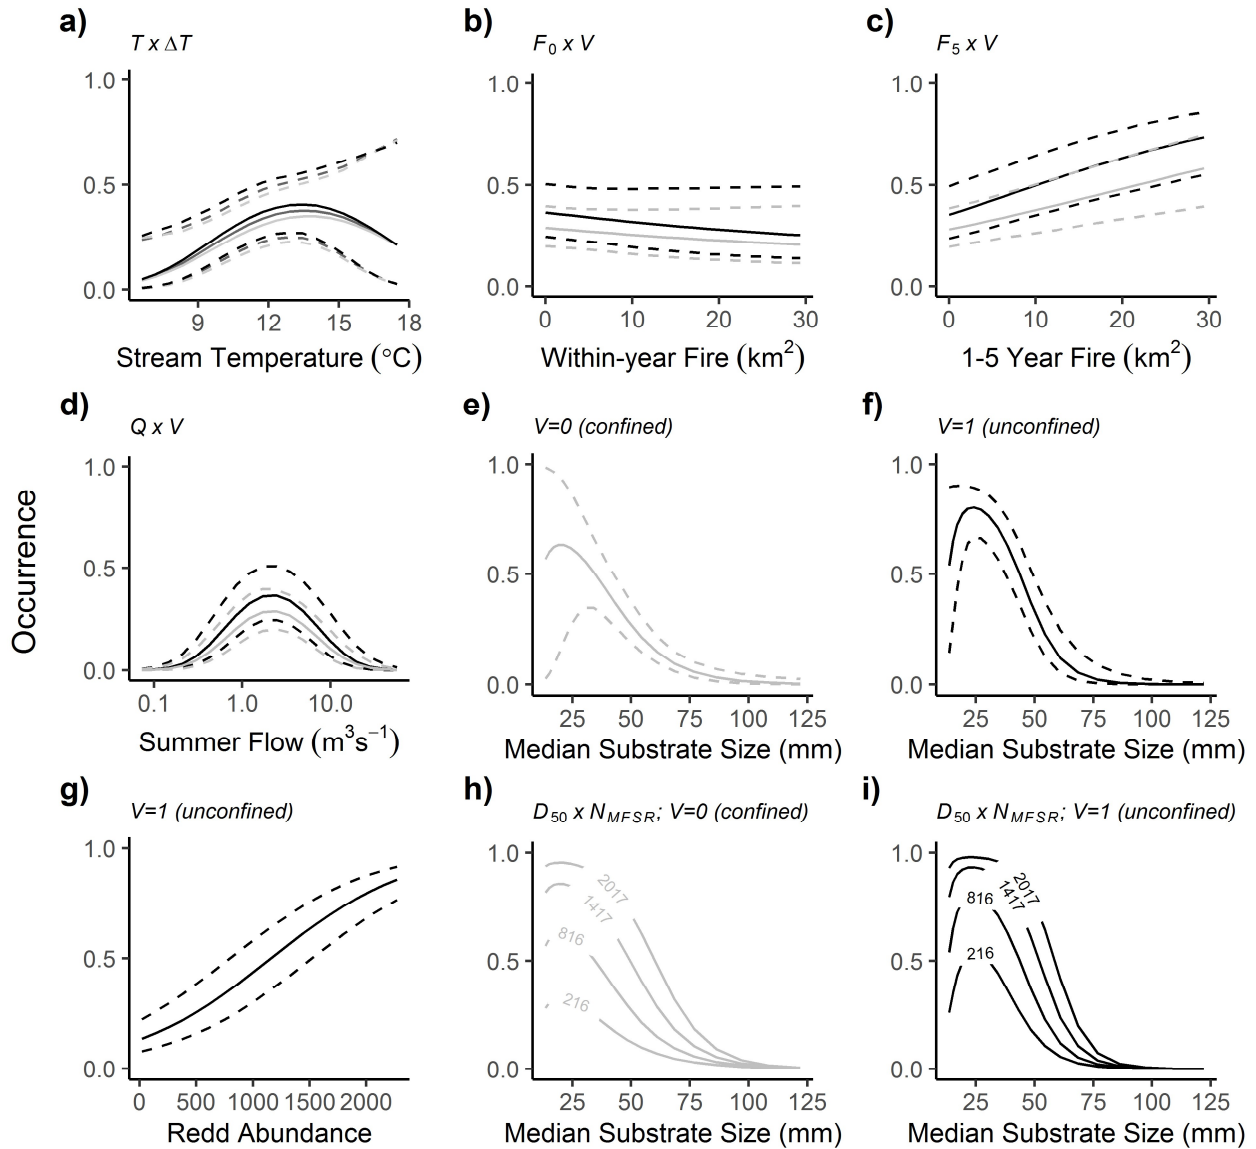 a)
T x ΔT
1.0
0.5
0.0
9 12 15 18
Stream Temperature (°C)
b)
F₀ x V
1.0
0.5
0.0
0 10 20 30
Within-year Fire (km²)
c)
F₅ x V
1.0
0.5
0.0
0 10 20 30
1-5 Year Fire (km²)
Occurrence
d)
Q x V
1.0
0.5
0.0
0.1 1.0 10.0
Summer Flow (m³s⁻¹)
e)
V=0 (confined)
1.0
0.5
0.0
25 50 75 100 125
Median Substrate Size (mm)
f)
V=1 (unconfined)
1.0
0.5
0.0
25 50 75 100 125
Median Substrate Size (mm)
g)
V=1 (unconfined)
1.0
0.5
0.0
0 500 1000 1500 2000
Redd Abundance
h)
D₅₀ x N_MFSR; V=0 (confined)
1.0
0.5
0.0
2017
1417
816
216
25 50 75 100 125
Median Substrate Size (mm)
i)
D₅₀ x N_MFSR; V=1 (unconfined)
1.0
0.5
0.0
2017
1417
816
216
25 50 75 100 125
Median Substrate Size (mm)